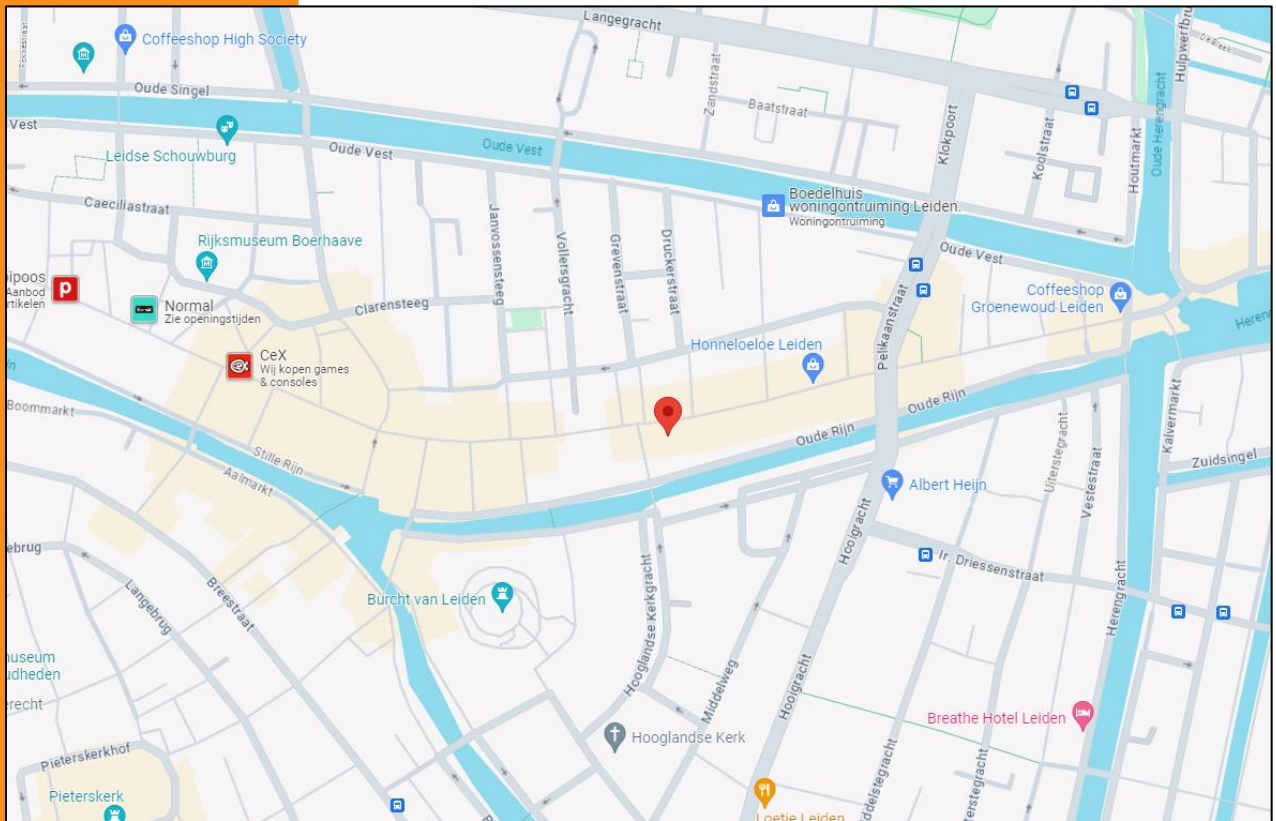 Langegracht
Hulpwerfbru
Coffeeshop High Society
Oude Singel
Zandstraat
Baatstraat
Klokpoort
Koolstraat
Houtmarkt
Oude Herengracht
Vest
Leidse Schouwburg
Oude Vest
Oude Vest
Boedelhuis
woningontruiming Leiden
Woningontruiming
Caeciliastraat
Janvossensteeg
Vollersgracht
Grevenstraat
Druckerstraat
Oude Vest
Rijksmuseum Boerhaave
Aanbod
Normal
Zie openingstijden
Clarensteeg
Coffeeshop
Groenewoud Leiden
Pelikaanstraat
Honneloeloe Leiden
CeX
Wij kopen games
& consoles
Boommarkt
Stille Rijn
Aalmarkt
Oude Rijn
Oude Rijn
Kalvermarkt
Zuidsingel
Uiterstegracht
Vestestraat
Albert Heijn
Hooigracht
Ir. Driessenstraat
Langebrug
Breestraat
Burcht van Leiden
Hooglandse Kerkgracht
Middelweg
Herengracht
Hooigracht
Breathe Hotel Leiden
Hooglandse Kerk
Pieterskerkhof
Pieterskerk
Loetje Leiden